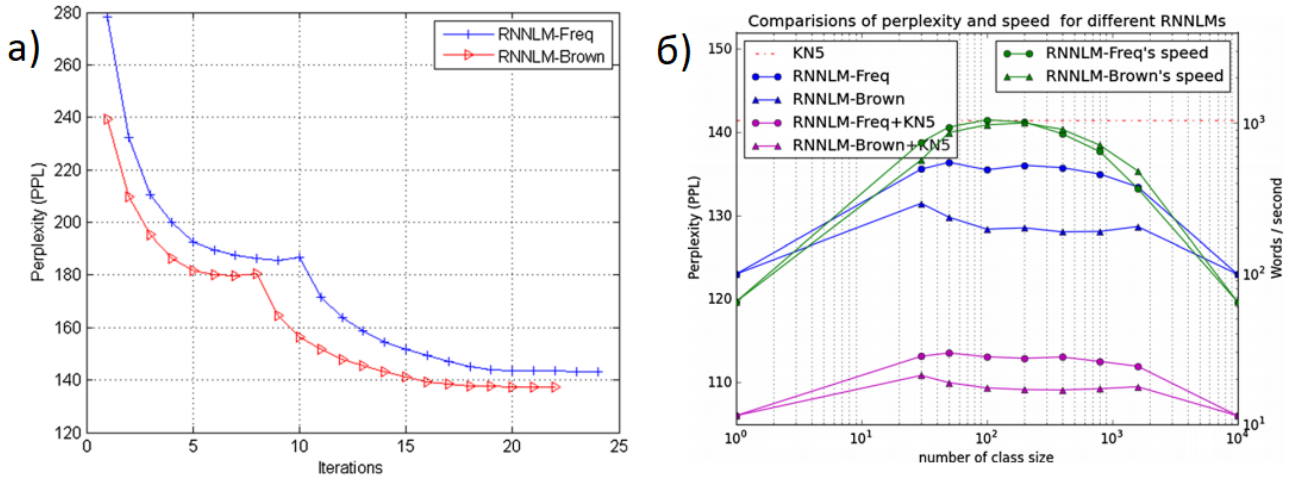 а)
280
260
240
220
200
180
160
140
120
0
5
10
15
20
25
Perplexity (PPL)
Iterations
RNNLM-Freq
RNNLM-Brown
б)
Comparisions of perplexity and speed for different RNNLMs
150
140
130
120
110
Perplexity (PPL)
KN5
RNNLM-Freq
RNNLM-Brown
RNNLM-Freq+KN5
RNNLM-Brown+KN5
RNNLM-Freq's speed
RNNLM-Brown's speed
10³
10²
10¹
Words / second
10⁰
10¹
10²
10³
10⁴
number of class size